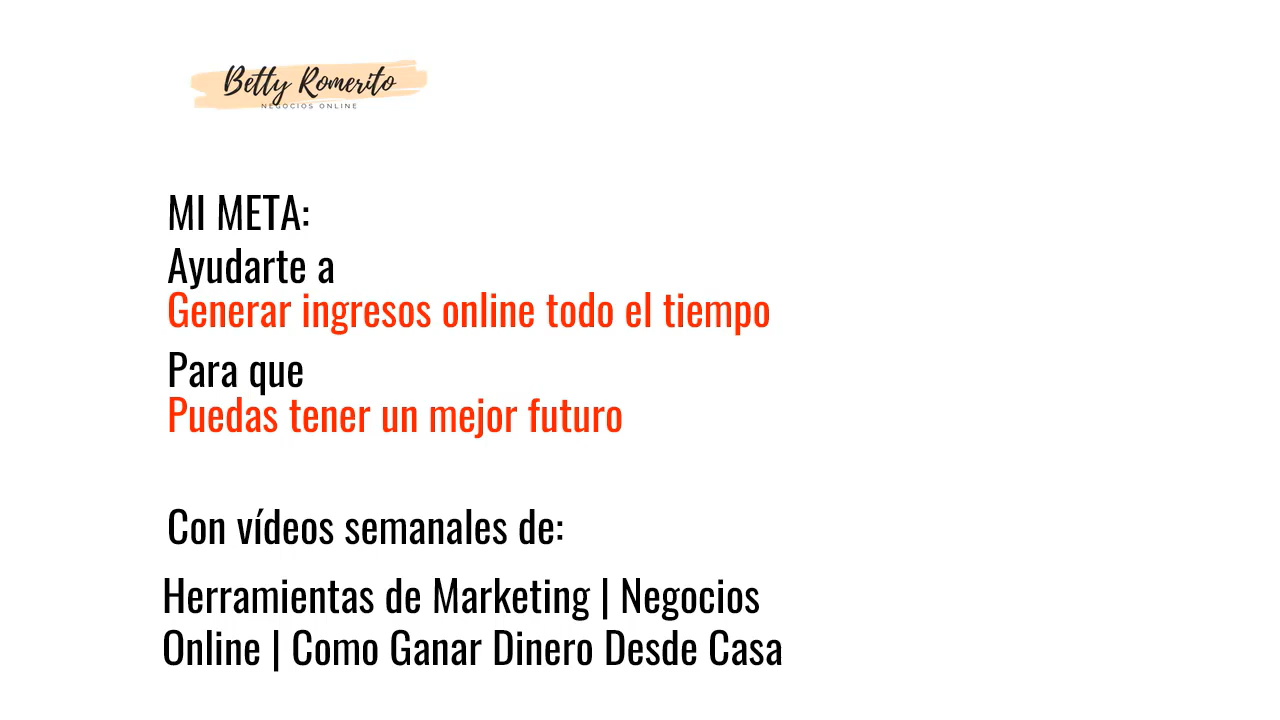 Betty Romerito
NEGOCIOS ONLINE
MI META:
Ayudarte a
Generar ingresos online todo el tiempo
Para que
Puedas tener un mejor futuro
Con vídeos semanales de:
Herramientas de Marketing | Negocios
Online | Como Ganar Dinero Desde Casa